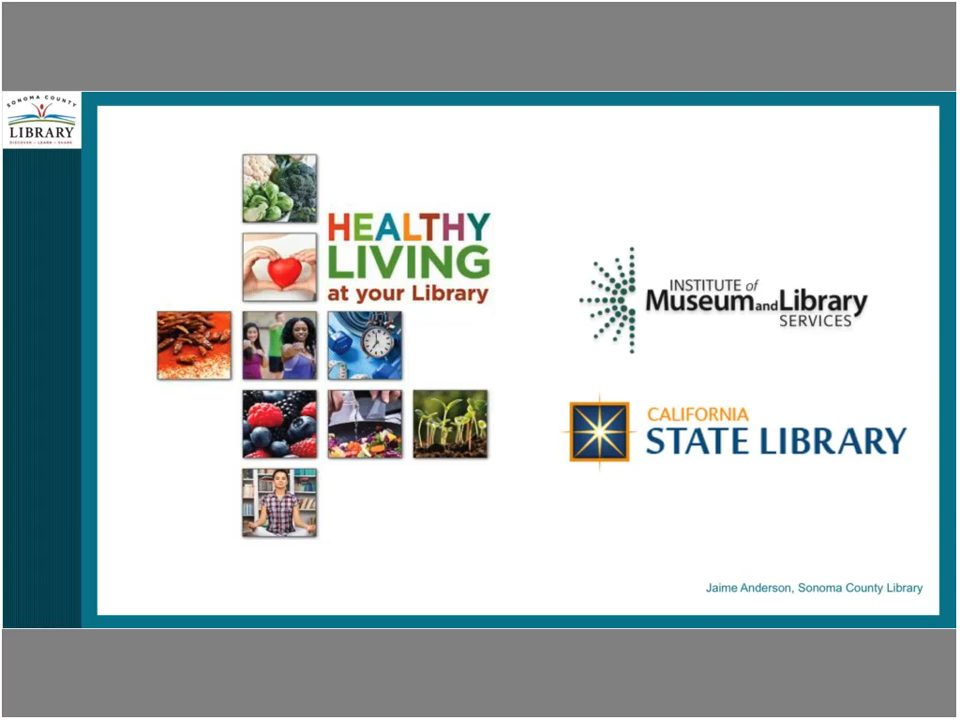 SONOMA COUNTY
LIBRARY
DISCOVER • LEARN • SHARE
HEALTHY
LIVING
at your Library
INSTITUTE of
Museum and Library
SERVICES
CALIFORNIA
STATE LIBRARY
Jaime Anderson, Sonoma County Library